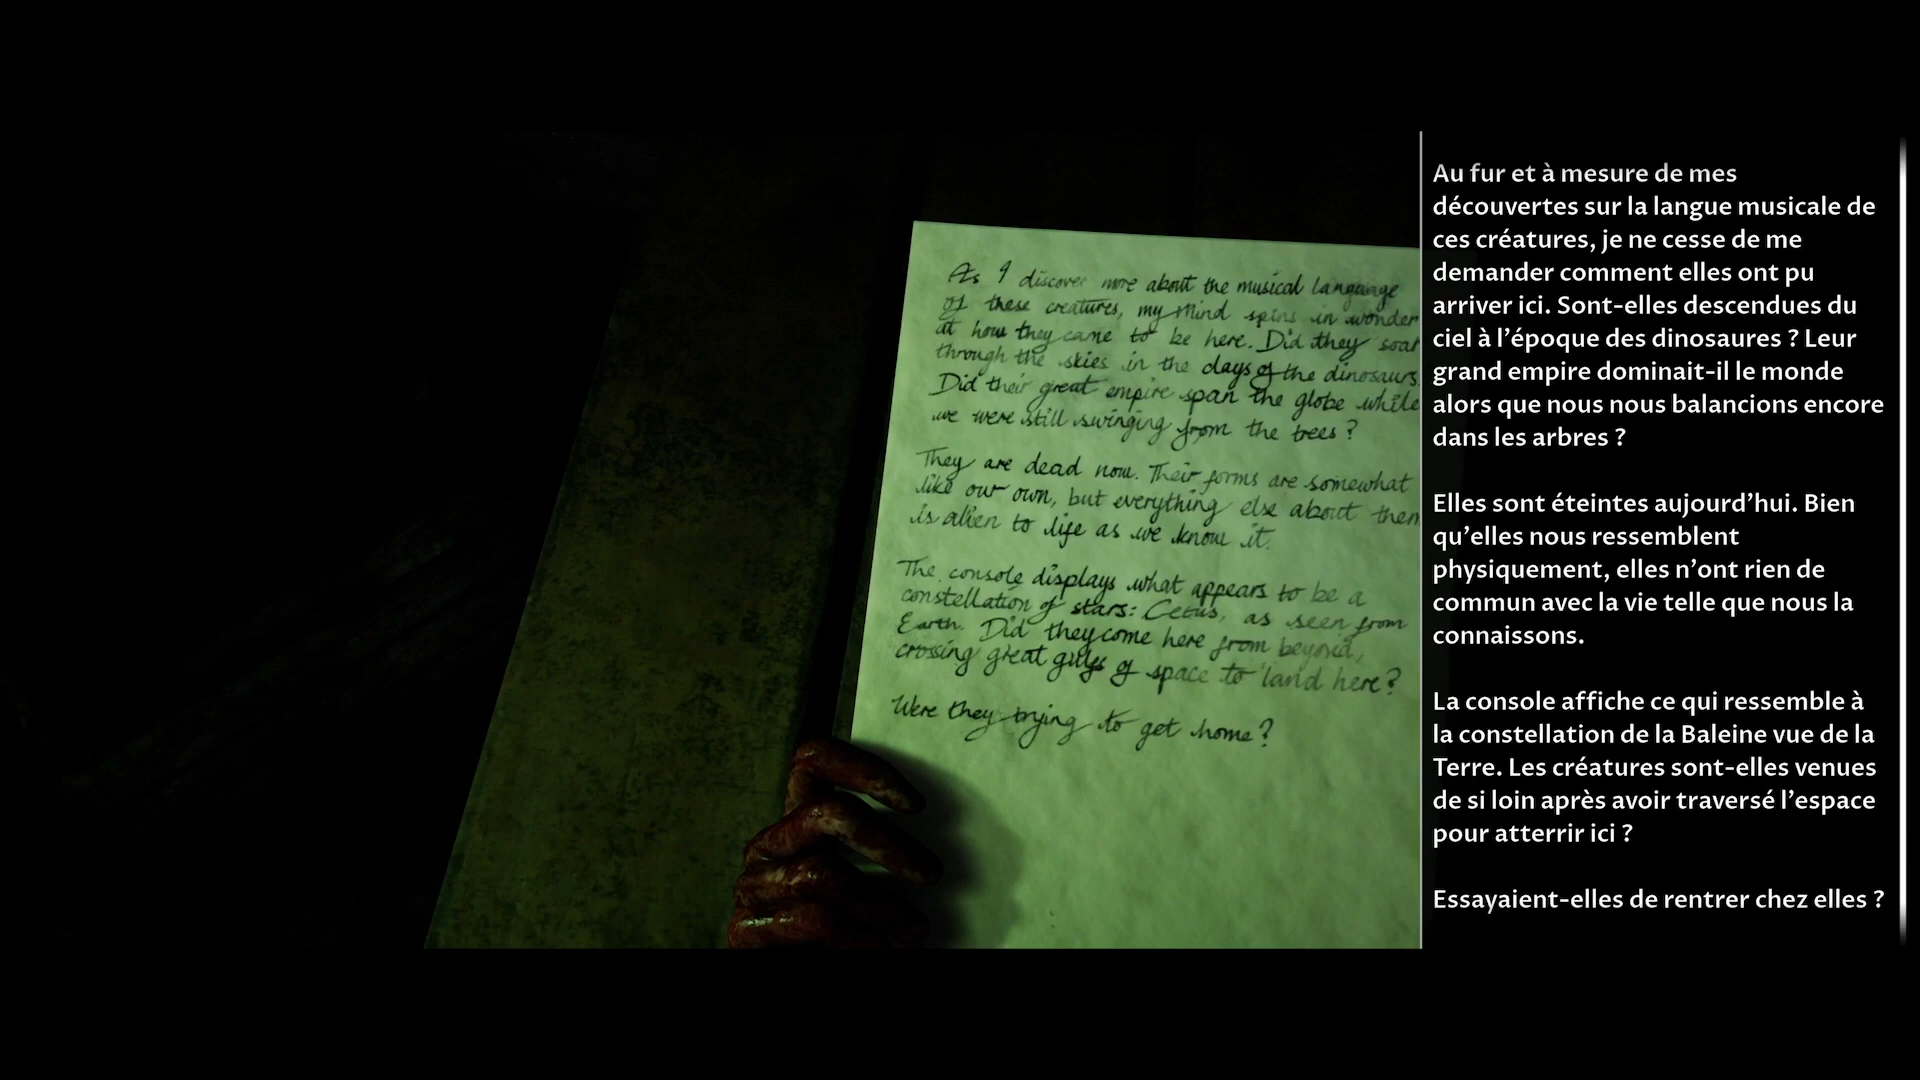 As I discover more about the musical language
of these creatures, my mind spins in wonder
at how they came to be here. Did they soar
through the skies in the days of the dinosaurs.
Did their great empire span the globe while
we were still swinging from the trees?
They are dead now. Their forms are somewhat
like our own, but everything else about them
is alien to life as we know it.
The console displays what appears to be a
constellation of stars: Cetus, as seen from
Earth. Did they come here from beyond,
crossing great gulfs of space to land here?
Were they trying to get home?
Au fur et à mesure de mes
découvertes sur la langue musicale de
ces créatures, je ne cesse de me
demander comment elles ont pu
arriver ici. Sont-elles descendues du
ciel à l'époque des dinosaures ? Leur
grand empire dominait-il le monde
alors que nous nous balancions encore
dans les arbres ?
Elles sont éteintes aujourd'hui. Bien
qu'elles nous ressemblent
physiquement, elles n'ont rien de
commun avec la vie telle que nous la
connaissons.
La console affiche ce qui ressemble à
la constellation de la Baleine vue de la
Terre. Les créatures sont-elles venues
de si loin après avoir traversé l'espace
pour atterrir ici ?
Essayaient-elles de rentrer chez elles ?